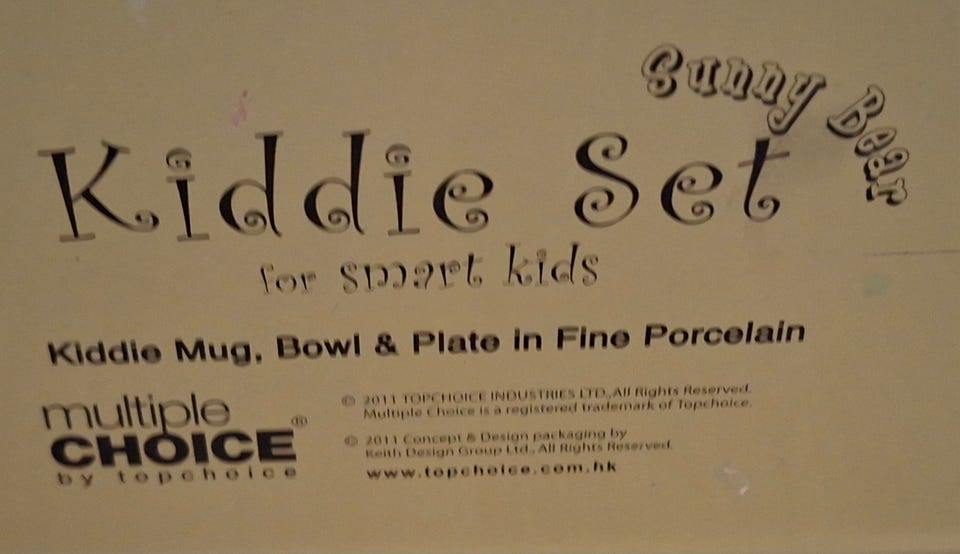 Sunny Bear
Kiddie Set
for smart kids
Kiddie Mug, Bowl & Plate in Fine Porcelain
multiple
CHOICE®
by topchoice
© 2011 TOPCHOICE INDUSTRIES LTD.,All Rights Reserved.
Multiple Choice is a registered trademark of Topchoice.
© 2011 Concept & Design packaging by
Keith Design Group Ltd., All Rights Reserved.
www.topchoice.com.hk